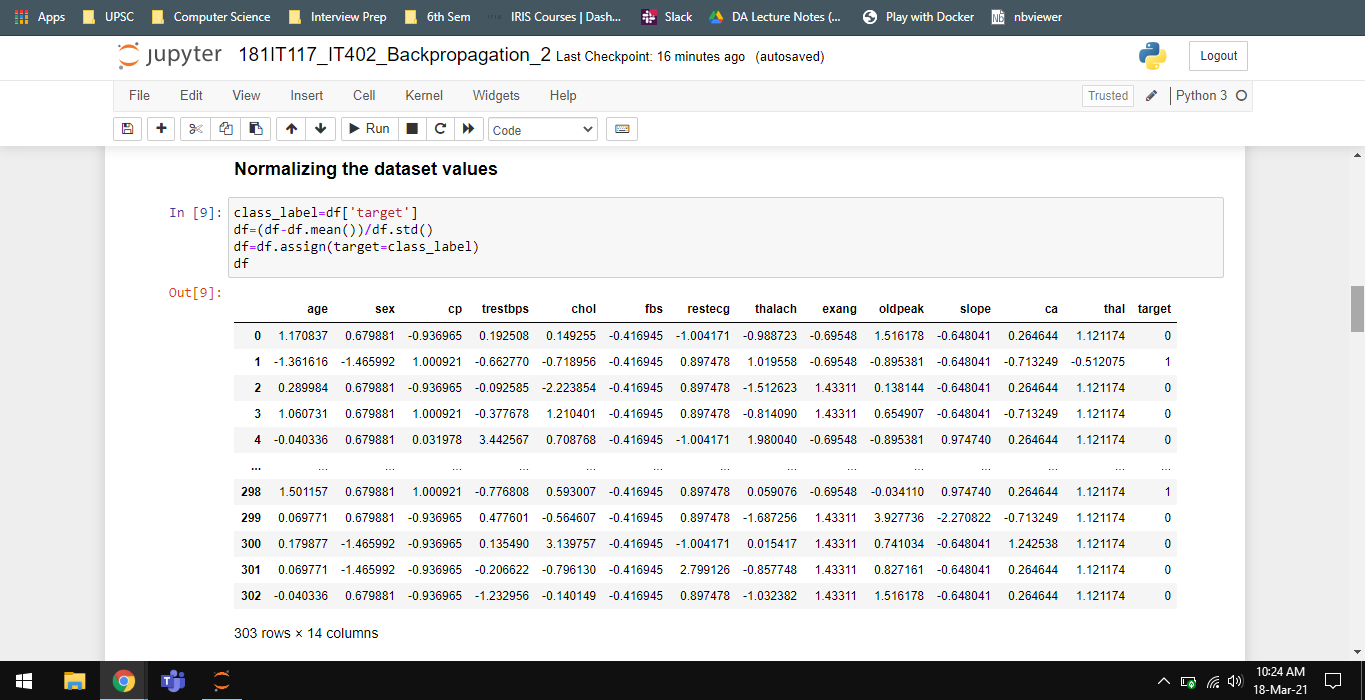 Apps UPSC Computer Science Interview Prep 6th Sem IRIS Courses | Dash... Slack DA Lecture Notes (... Play with Docker nbviewer
jupyter 181IT117_IT402_Backpropagation_2 Last Checkpoint: 16 minutes ago (autosaved) Logout
File Edit View Insert Cell Kernel Widgets Help Trusted Python 3
Run Code
Normalizing the dataset values
In [9]: class_label=df['target']
df=(df-df.mean())/df.std()
df=df.assign(target=class_label)
df
Out[9]:
age sex cp trestbps chol fbs restecg thalach exang oldpeak slope ca thal target
0 1.170837 0.679881 -0.936965 0.192508 0.149255 -0.416945 -1.004171 -0.988723 -0.69548 1.516178 -0.648041 0.264644 1.121174 0
1 -1.361616 -1.465992 1.000921 -0.662770 -0.718956 -0.416945 0.897478 1.019558 -0.69548 -0.895381 -0.648041 -0.713249 -0.512075 1
2 0.289984 0.679881 -0.936965 -0.092585 -2.223854 -0.416945 0.897478 -1.512623 1.43311 0.138144 -0.648041 0.264644 1.121174 0
3 1.060731 0.679881 1.000921 -0.377678 1.210401 -0.416945 0.897478 -0.814090 1.43311 0.654907 -0.648041 -0.713249 1.121174 0
4 -0.040336 0.679881 0.031978 3.442567 0.708768 -0.416945 -1.004171 1.980040 -0.69548 -0.895381 0.974740 0.264644 1.121174 0
... ... ... ... ... ... ... ... ... ... ... ... ... ... ...
298 1.501157 0.679881 1.000921 -0.776808 0.593007 -0.416945 0.897478 0.059076 -0.69548 -0.034110 0.974740 0.264644 1.121174 1
299 0.069771 0.679881 -0.936965 0.477601 -0.564607 -0.416945 0.897478 -1.687256 1.43311 3.927736 -2.270822 -0.713249 1.121174 0
300 0.179877 -1.465992 -0.936965 0.135490 3.139757 -0.416945 -1.004171 0.015417 1.43311 0.741034 -0.648041 1.242538 1.121174 0
301 0.069771 -1.465992 -0.936965 -0.206622 -0.796130 -0.416945 2.799126 -0.857748 1.43311 0.827161 -0.648041 0.264644 1.121174 0
302 -0.040336 0.679881 -0.936965 -1.232956 -0.140149 -0.416945 0.897478 -1.032382 1.43311 1.516178 -0.648041 0.264644 1.121174 0
303 rows × 14 columns
10:24 AM
18-Mar-21